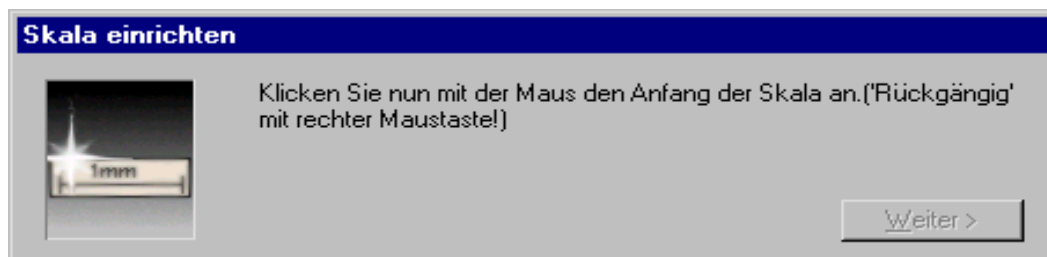 Skala einrichten
Klicken Sie nun mit der Maus den Anfang der Skala an.('Rückgängig'
mit rechter Maustaste!)
1mm
Weiter >